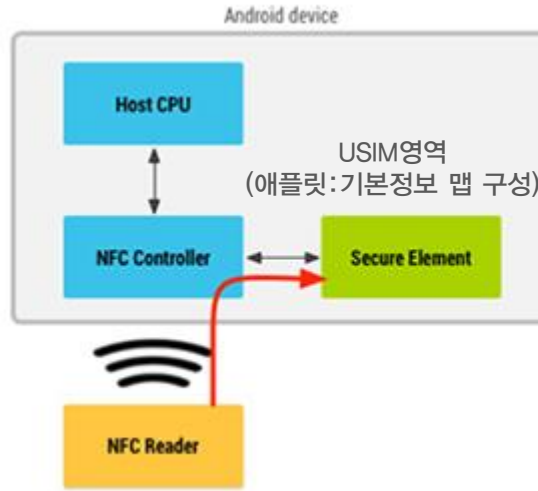 Android device
Host CPU
USIM영역
(애플릿:기본정보 맵 구성)
NFC Controller
Secure Element
NFC Reader